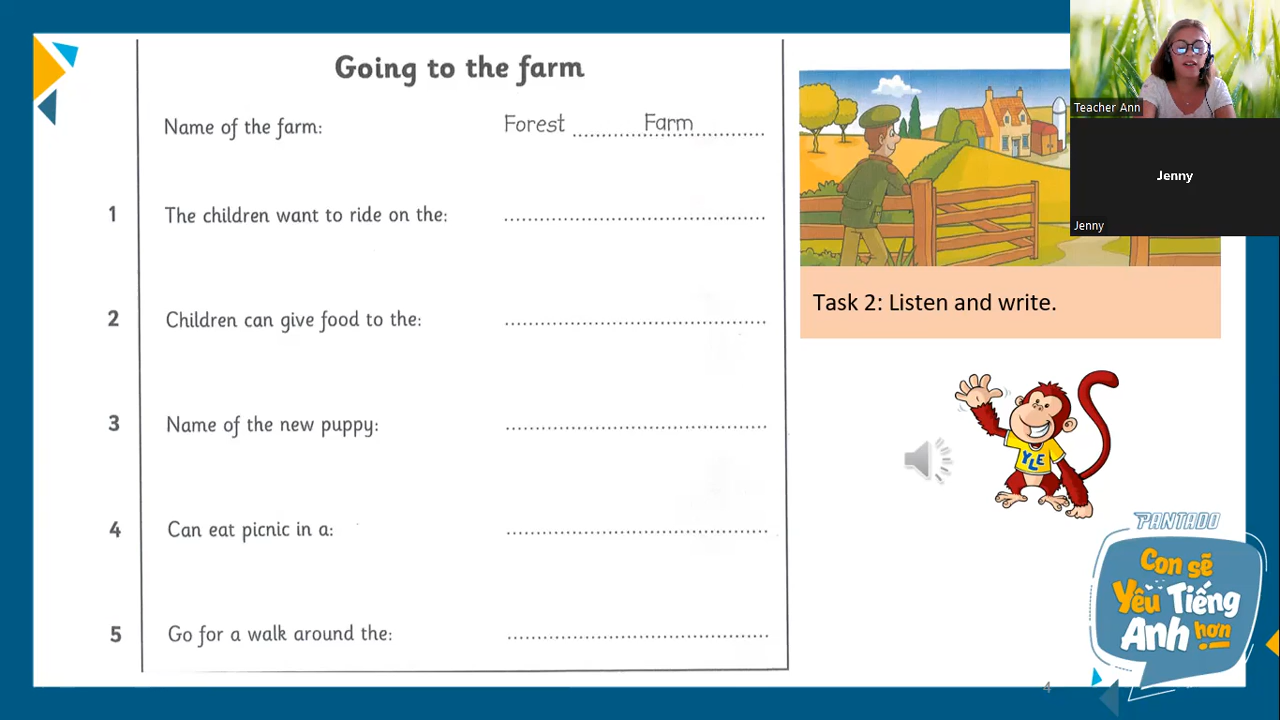 Going to the farm
Name of the farm: Forest ........ Farm
1 The children want to ride on the: ........
2 Children can give food to the: ........
3 Name of the new puppy: ........
4 Can eat picnic in a: ........
5 Go for a walk around the: ........
Teacher Ann
Jenny
Jenny
Task 2: Listen and write.
YLE
PANTADO
Con sẽ
Yêu Tiếng
Anh hơn
4